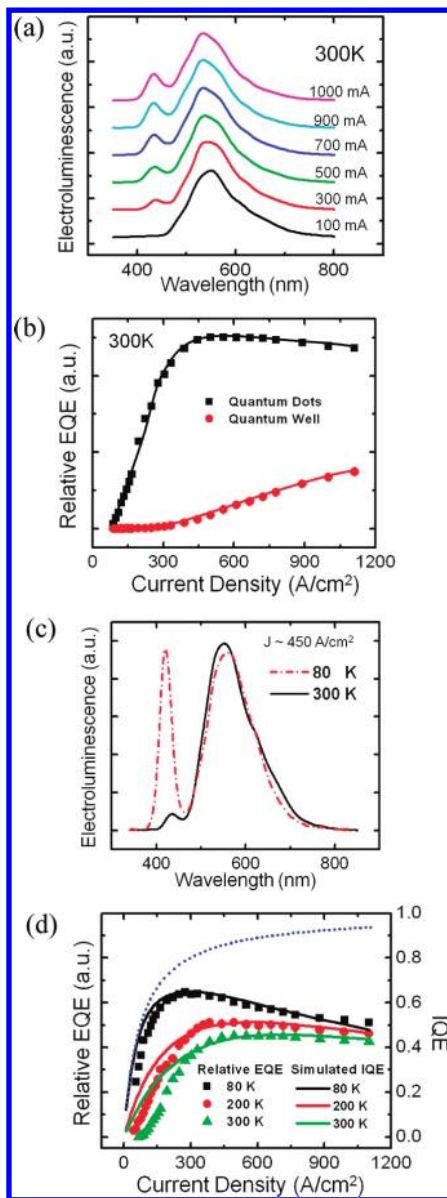 (a)
300K
1000 mA
900 mA
700 mA
500 mA
300 mA
100 mA
Electroluminescence (a.u.)
400 600 800
Wavelength (nm)
(b)
300K
Quantum Dots
Quantum Well
Relative EQE (a.u.)
0 300 600 900 1200
Current Density (A/cm²)
(c)
J ~ 450 A/cm²
80 K
300 K
Electroluminescence (a.u.)
400 600 800
Wavelength (nm)
(d)
1.0
0.8
0.6
0.4
0.2
0.0
IQE
Relative EQE (a.u.)
Relative EQE Simulated IQE
80 K 80 K
200 K 200 K
300 K 300 K
0 300 600 900 1200
Current Density (A/cm²)